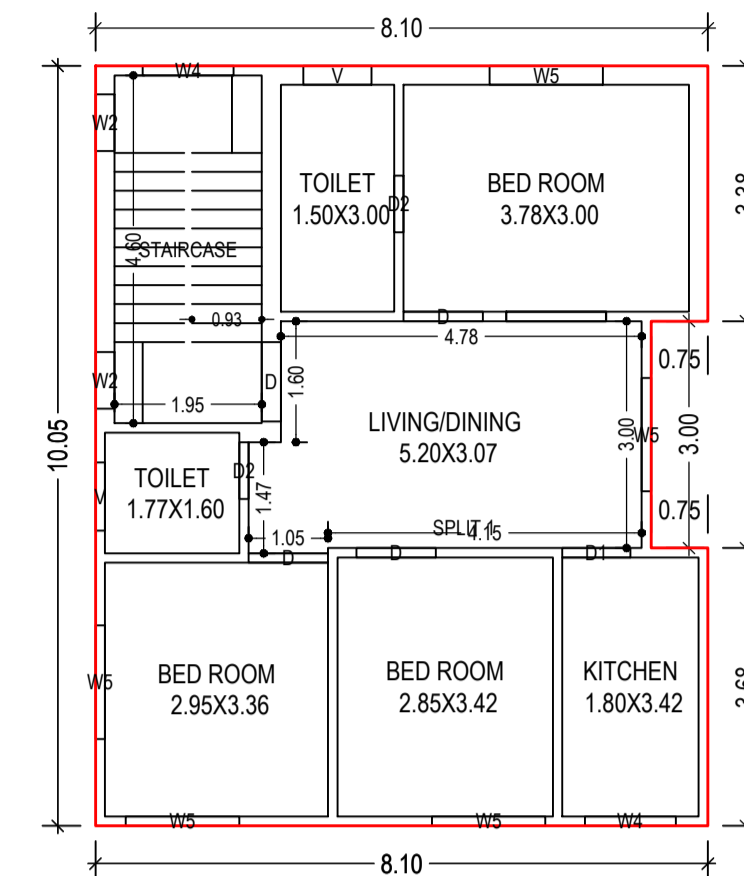 8.10
W4
V
W5
W2
TOILET
1.50X3.00
D2
BED ROOM
3.78X3.00
4.60
STAIRCASE
0.93
D
4.78
0.75
W2
1.95
D
1.60
LIVING/DINING
5.20X3.07
3.00
W5
3.00
10.05
TOILET
1.77X1.60
D2
V
1.47
0.75
1.05
SPLIT 1
4.15
D
D
D1
BED ROOM
2.95X3.36
BED ROOM
2.85X3.42
KITCHEN
1.80X3.42
W5
W5
W5
W4
8.10